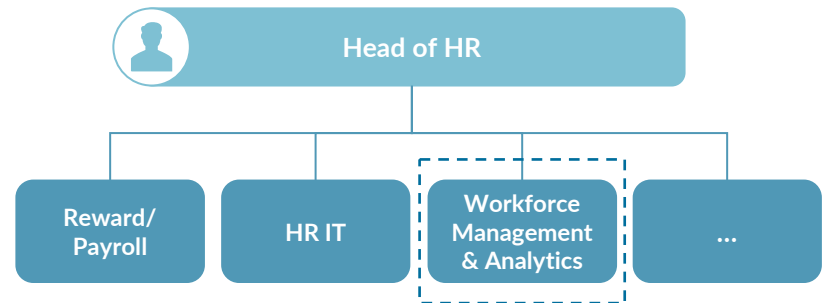 Head of HR
Reward/
Payroll
HR IT
Workforce
Management
& Analytics
...